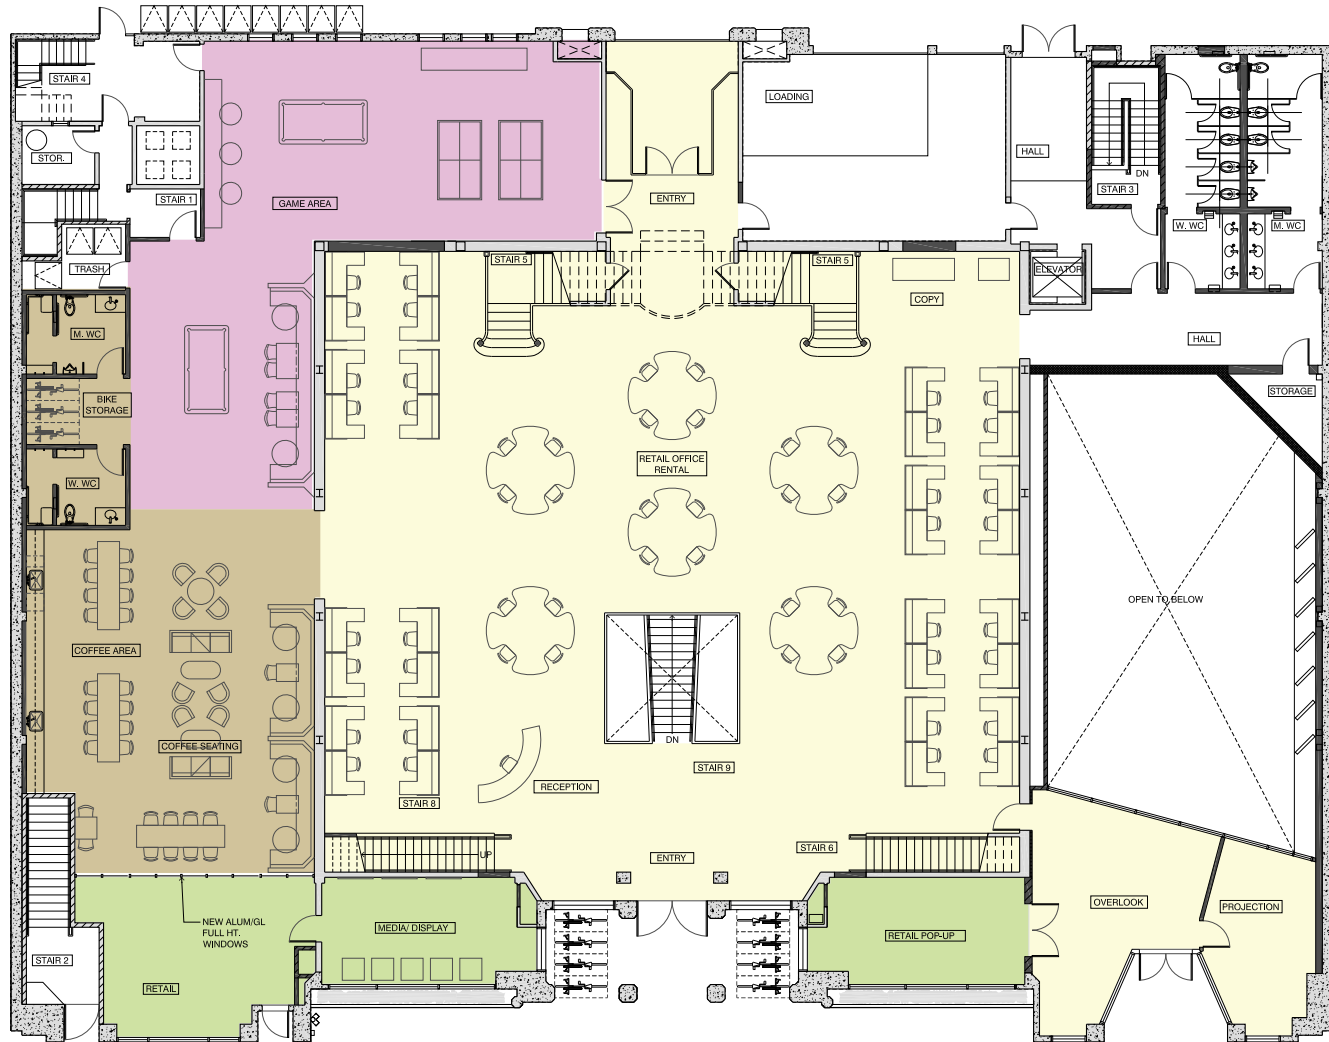 STAIR 4
LOADING
STOR.
HALL
DN
STAIR 3
STAIR 1
GAME AREA
ENTRY
W. WC
M. WC
TRASH
STAIR 5
STAIR 5
ELEVATOR
COPY
M. WC
HALL
BIKE
STORAGE
STORAGE
RETAIL OFFICE
RENTAL
W. WC
OPEN TO BELOW
COFFEE AREA
COFFEE SEATING
DN
STAIR 9
RECEPTION
STAIR 8
UP
ENTRY
STAIR 6
OVERLOOK
PROJECTION
NEW ALUM/GL
FULL HT.
WINDOWS
MEDIA/ DISPLAY
RETAIL POP-UP
STAIR 2
RETAIL